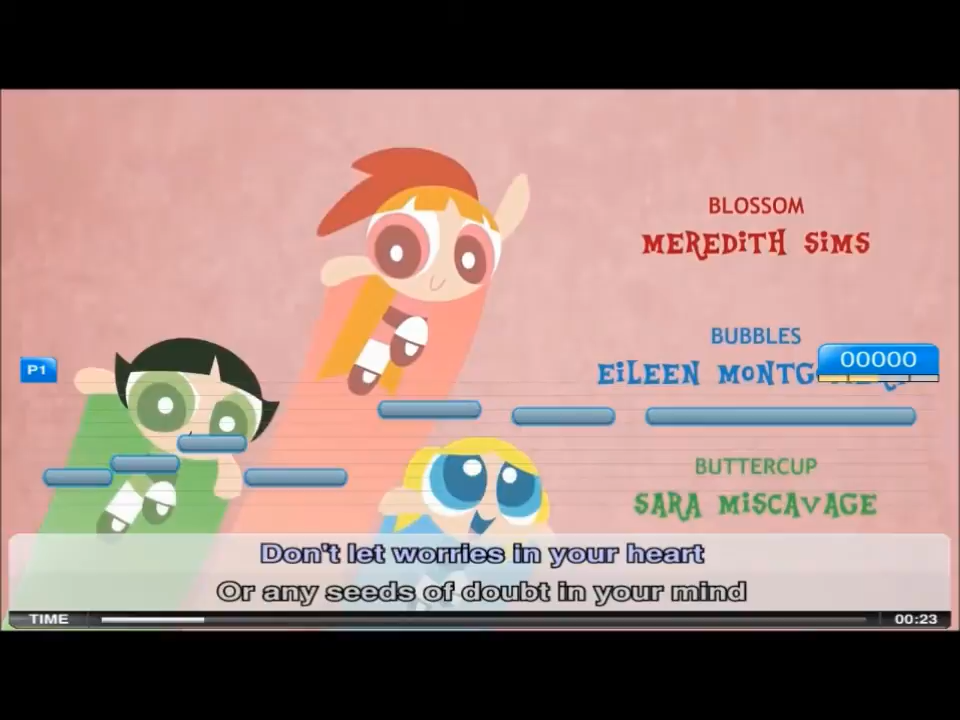 BLOSSOM
MEREDITH SIMS
BUBBLES
P1
00000
EILEEN
BUTTERCUP
SARA MISCAVAGE
Don't let worries in your heart
Or any seeds of doubt in your mind
TIME
00:23